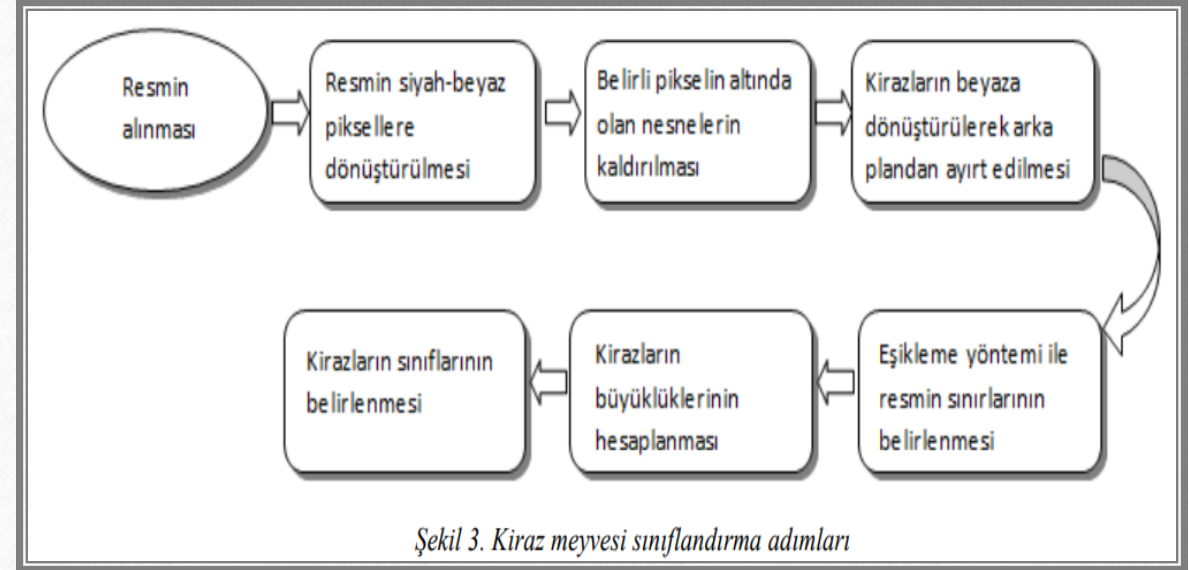 Resmin
alınması
Resmin siyah-beyaz
piksellere
dönüştürülmesi
Belirli pikselin altında
olan nesnelerin
kaldırılması
Kirazların beyaza
dönüştürülerek arka
plandan ayırt edilmesi
Eşikleme yöntemi ile
resmin sınırlarının
belirlenmesi
Kirazların
büyüklüklerinin
hesaplanması
Kirazların sınıflarının
belirlenmesi
Şekil 3. Kiraz meyvesi sınıflandırma adımları